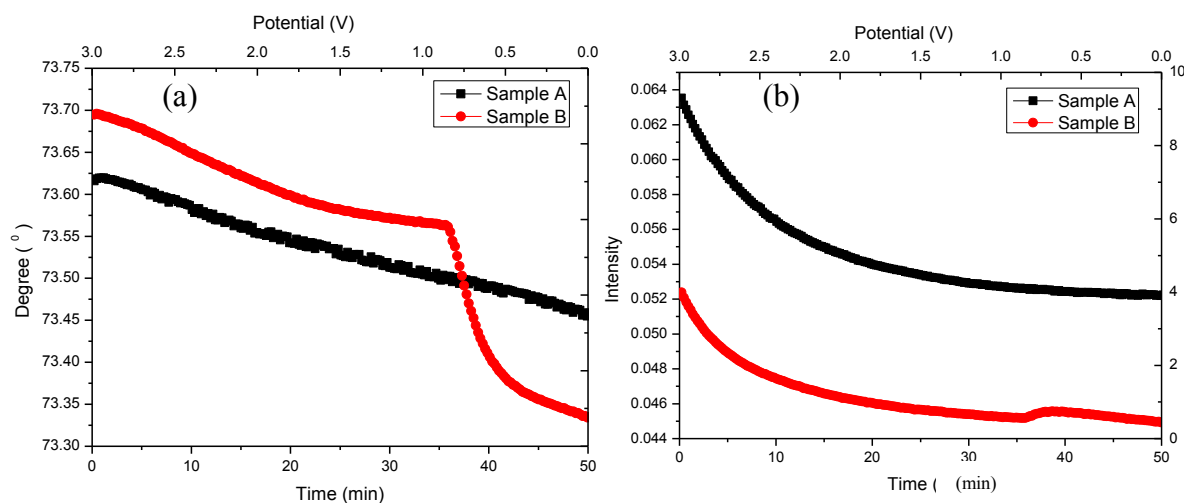 Potential (V)
3.0 2.5 2.0 1.5 1.0 0.5 0.0
73.75
73.70
73.65
73.60
73.55
73.50
73.45
73.40
73.35
73.30
Degree ( 0 )
(a)
Sample A
Sample B
0 10 20 30 40 50
Time (min)
Potential (V)
3.0 2.5 2.0 1.5 1.0 0.5 0.0
0.064
0.062
0.060
0.058
0.056
0.054
0.052
0.050
0.048
0.046
0.044
Intensity
(b)
Sample A
Sample B
10
8
6
4
2
0
0 10 20 30 40 50
Time ( (min)